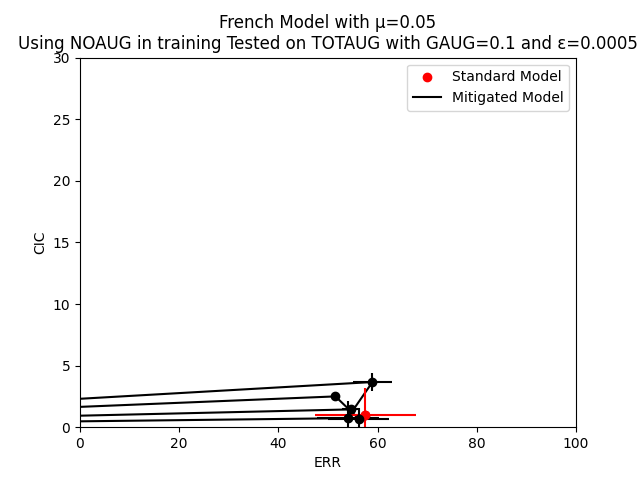 French Model with μ=0.05
Using NOAUG in training Tested on TOTAUG with GAUG=0.1 and ε=0.0005
Standard Model
Mitigated Model
30
25
20
15
10
5
0
CIC
0 20 40 60 80 100
ERR